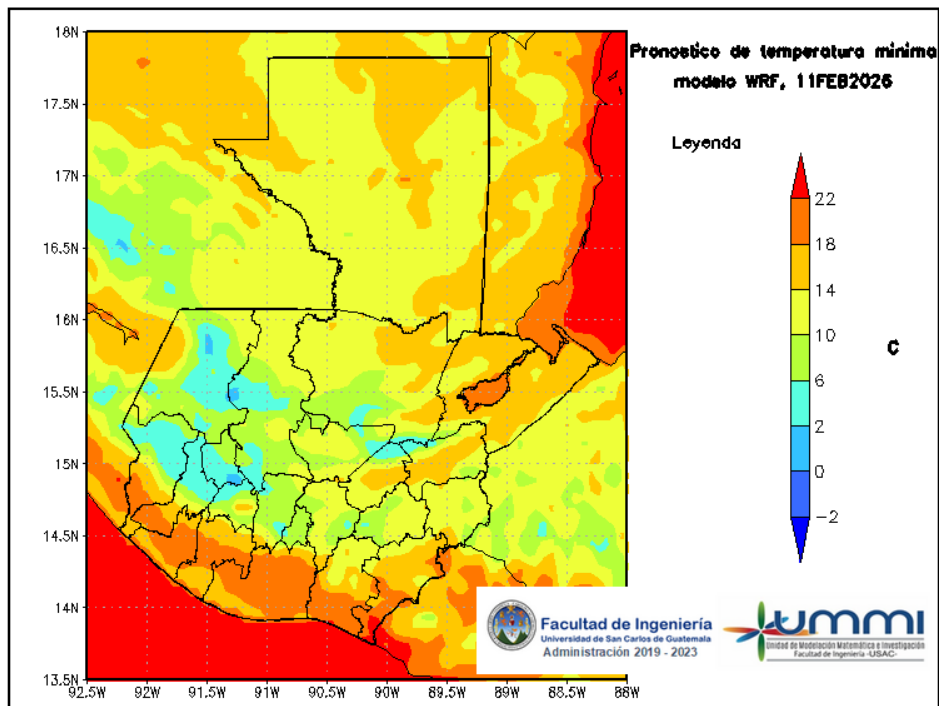 Pronostico de temperatura minima
modelo WRF, 11FEB2026
Leyenda
22
18
14
10
6
2
0
−2
C
18N
17.5N
17N
16.5N
16N
15.5N
15N
14.5N
14N
13.5N
92.5W
92W
91.5W
91W
90.5W
90W
89.5W
89W
88.5W
88W
Facultad de Ingeniería
Universidad de San Carlos de Guatemala
Administración 2019 - 2023
UMMI
Unidad de Modelación Matemática e Investigación
Facultad de Ingeniería -USAC-